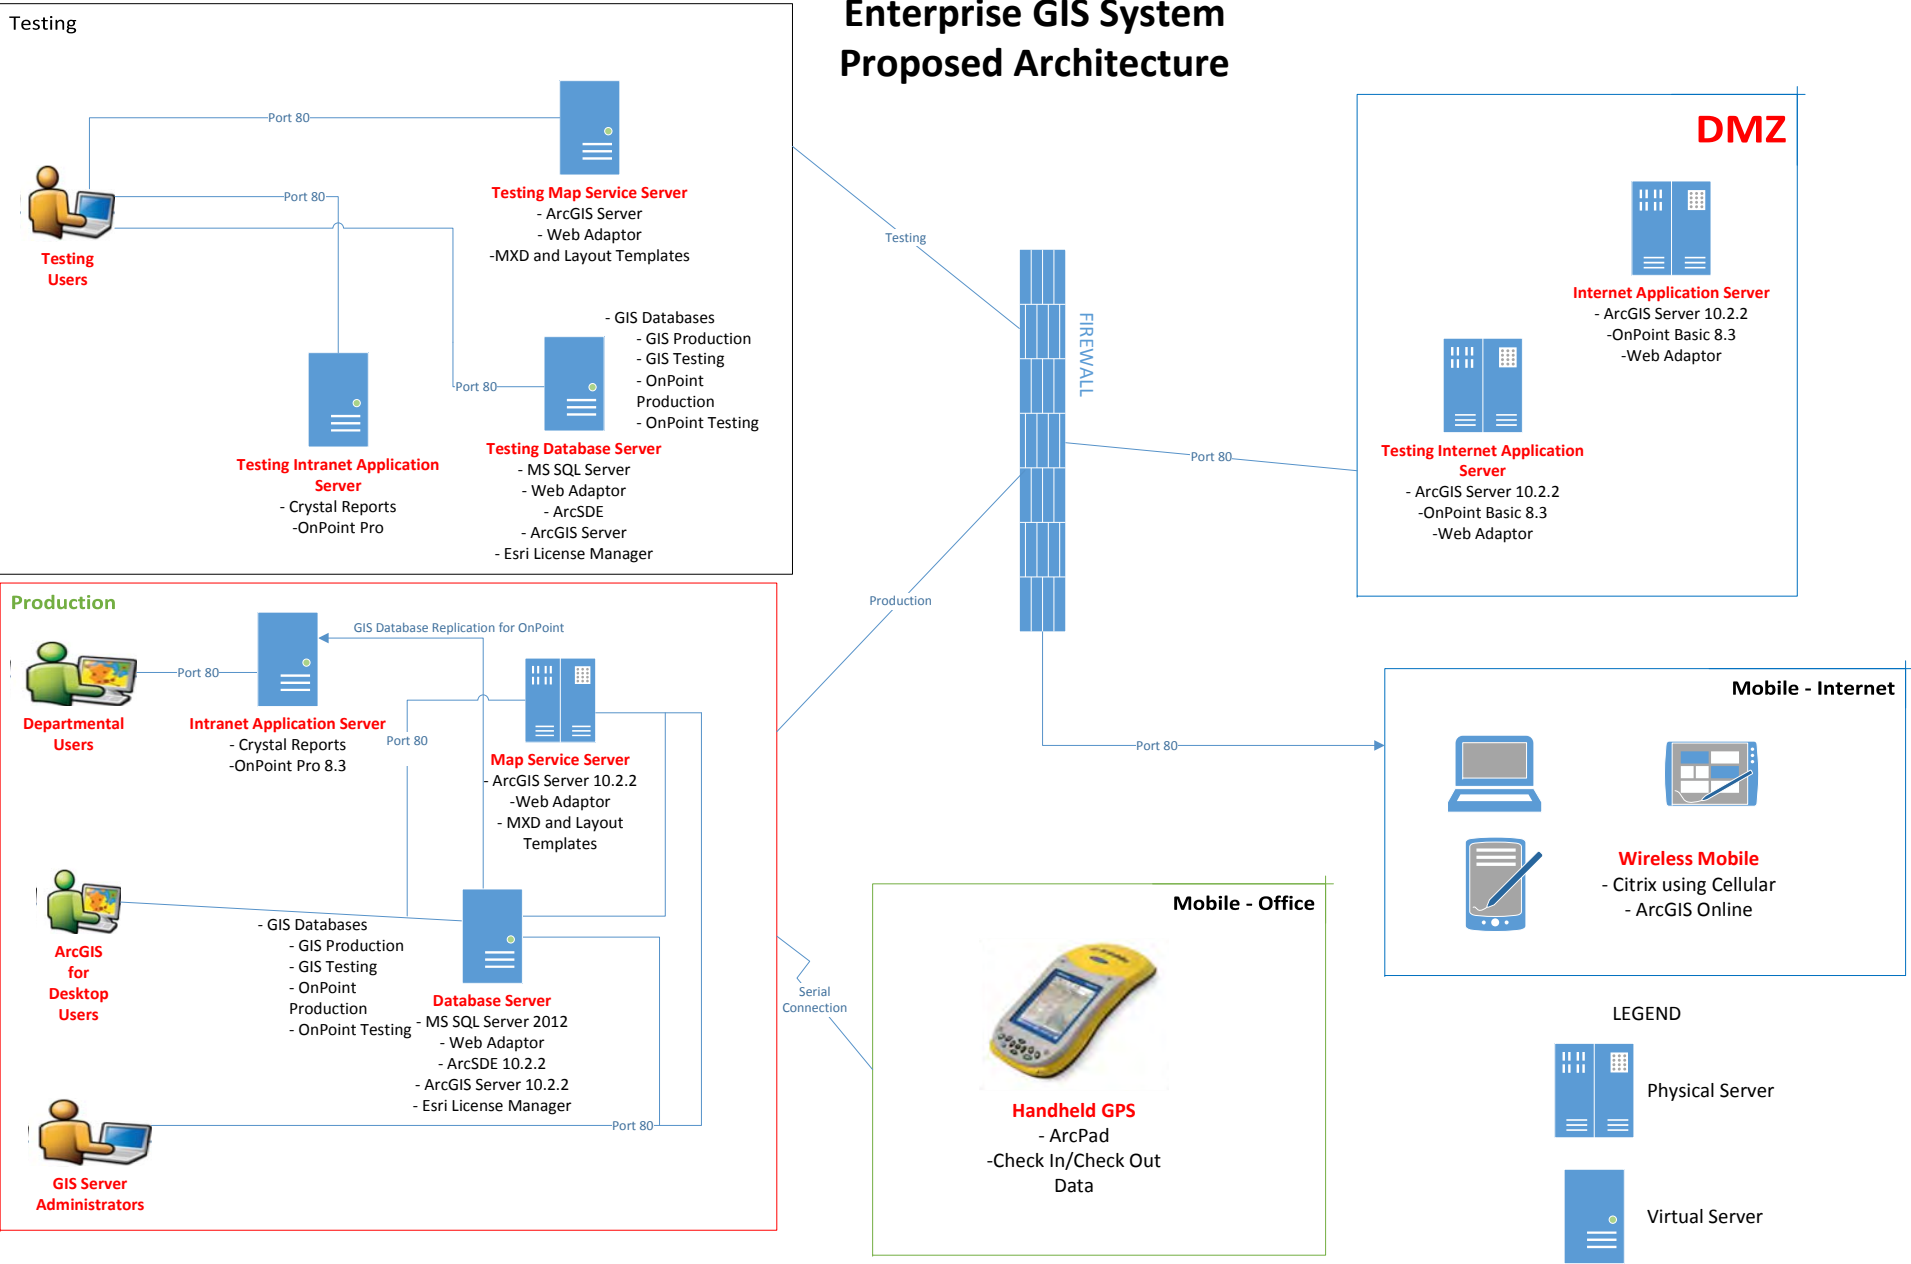 Enterprise GIS System
Proposed Architecture
Testing
Port 80
Port 80
Testing
Users
Testing Map Service Server
- ArcGIS Server
- Web Adaptor
-MXD and Layout Templates
- GIS Databases
- GIS Production
- GIS Testing
- OnPoint
Production
- OnPoint Testing
Port 80
Testing Intranet Application
Server
- Crystal Reports
-OnPoint Pro
Testing Database Server
- MS SQL Server
- Web Adaptor
- ArcSDE
- ArcGIS Server
- Esri License Manager
Testing
FIREWALL
Production
Port 80
DMZ
Internet Application Server
- ArcGIS Server 10.2.2
-OnPoint Basic 8.3
-Web Adaptor
Testing Internet Application
Server
- ArcGIS Server 10.2.2
-OnPoint Basic 8.3
-Web Adaptor
Production
GIS Database Replication for OnPoint
Port 80
Departmental
Users
Intranet Application Server
- Crystal Reports
-OnPoint Pro 8.3
Port 80
Map Service Server
- ArcGIS Server 10.2.2
-Web Adaptor
- MXD and Layout
Templates
ArcGIS
for
Desktop
Users
- GIS Databases
- GIS Production
- GIS Testing
- OnPoint
Production
- OnPoint Testing
Database Server
- MS SQL Server 2012
- Web Adaptor
- ArcSDE 10.2.2
- ArcGIS Server 10.2.2
- Esri License Manager
Port 80
GIS Server
Administrators
Serial
Connection
Port 80
Mobile - Office
Handheld GPS
- ArcPad
-Check In/Check Out
Data
Mobile - Internet
Wireless Mobile
- Citrix using Cellular
- ArcGIS Online
LEGEND
Physical Server
Virtual Server